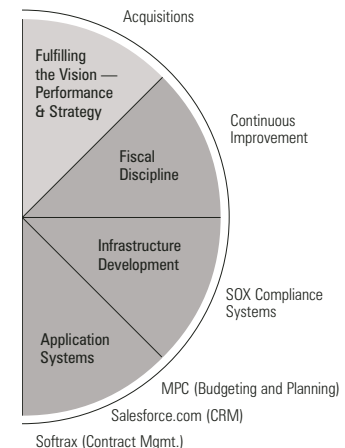 Acquisitions
Fulfilling
the Vision —
Performance
& Strategy
Continuous
Improvement
Fiscal
Discipline
Infrastructure
Development
SOX Compliance
Systems
Application
Systems
MPC (Budgeting and Planning)
Salesforce.com (CRM)
Softrax (Contract Mgmt.)